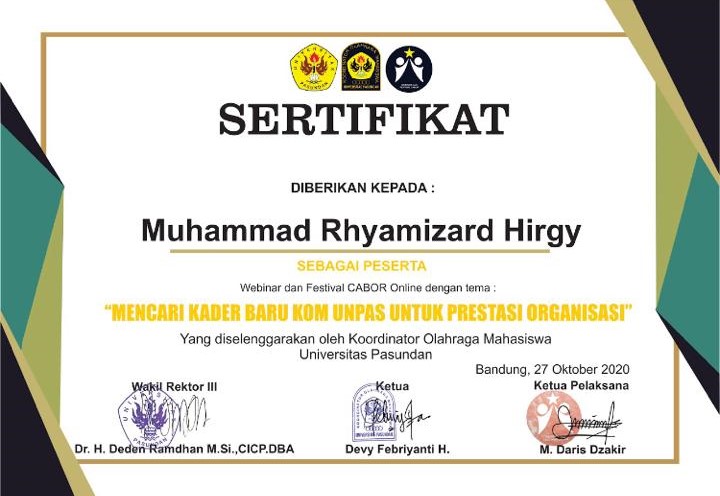 SERTIFIKAT
DIBERIKAN KEPADA :
Muhammad Rhyamizard Hirgy
SEBAGAI PESERTA
Webinar dan Festival CABOR Online dengan tema :
“MENCARI KADER BARU KOM UNPAS UNTUK PRESTASI ORGANISASI”
Yang diselenggarakan oleh Koordinator Olahraga Mahasiswa
Universitas Pasundan
Bandung, 27 Oktober 2020
Wakil Rektor III
Ketua
Ketua Pelaksana
Dr. H. Deden Ramdhan M.Si.,CICP.DBA
Devy Febriyanti H.
M. Daris Dzakir